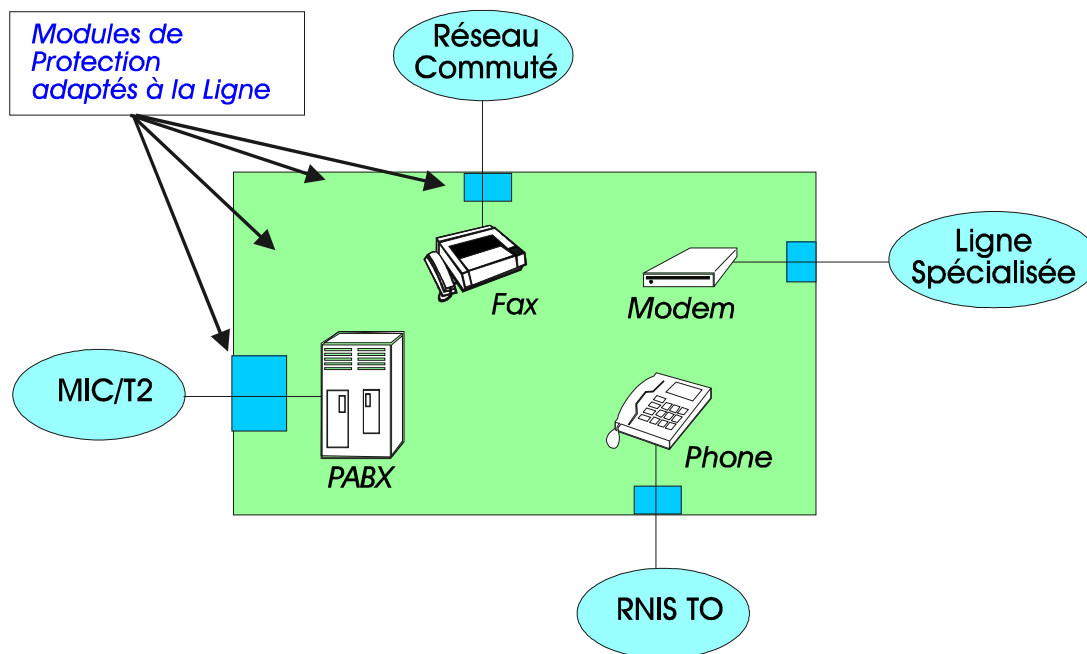 Modules de
Protection
adaptés à la Ligne
Réseau
Commuté
Ligne
Spécialisée
Fax
Modem
MIC/T2
PABX
Phone
RNIS TO